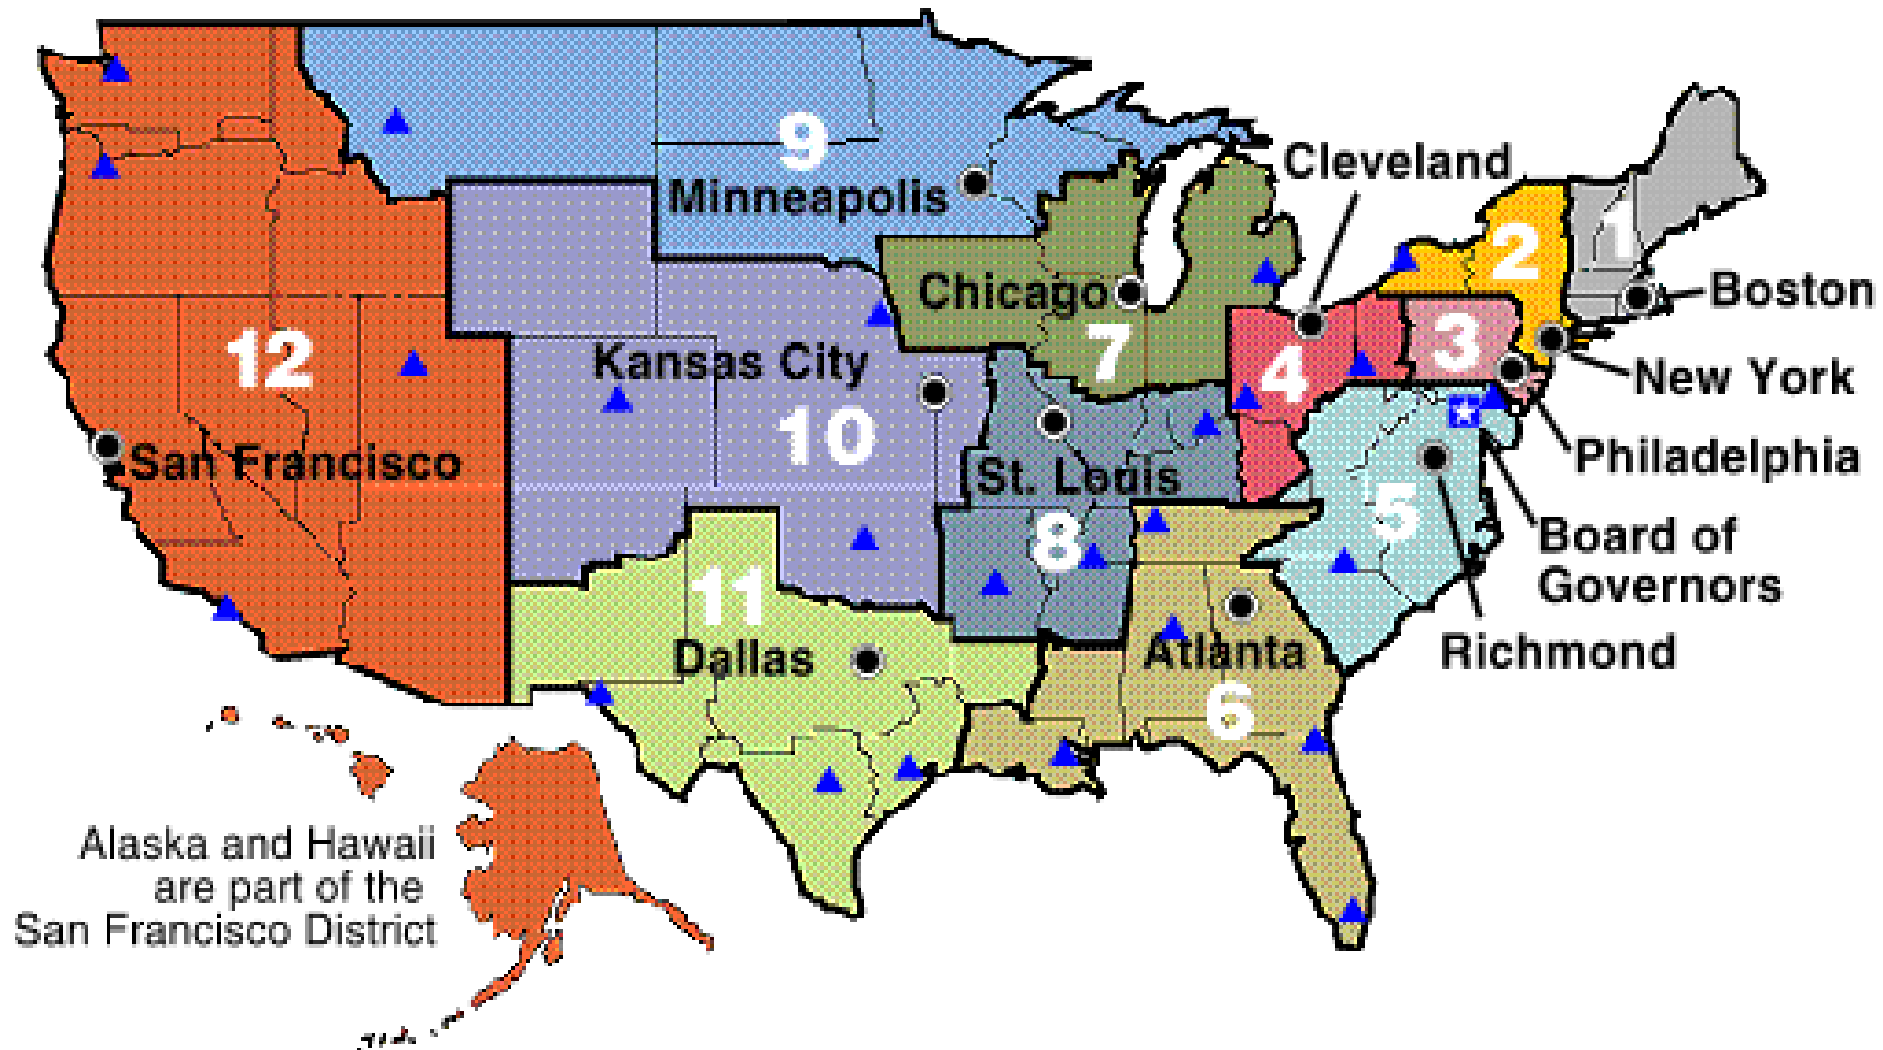 9
Minneapolis
Cleveland
1
2
Boston
Chicago
12
Kansas City
7
4
3
New York
10
San Francisco
St. Louis
Philadelphia
5
8
Board of
Governors
11
Dallas
Atlanta
Richmond
6
Alaska and Hawaii
are part of the
San Francisco District